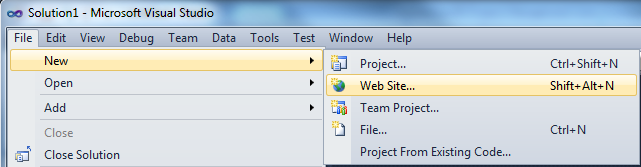 Solution1 - Microsoft Visual Studio
File Edit View Debug Team Data Tools Test Window Help
New
Project... Ctrl+Shift+N
Open
Web Site... Shift+Alt+N
Add
Team Project...
Close
File... Ctrl+N
Close Solution
Project From Existing Code...